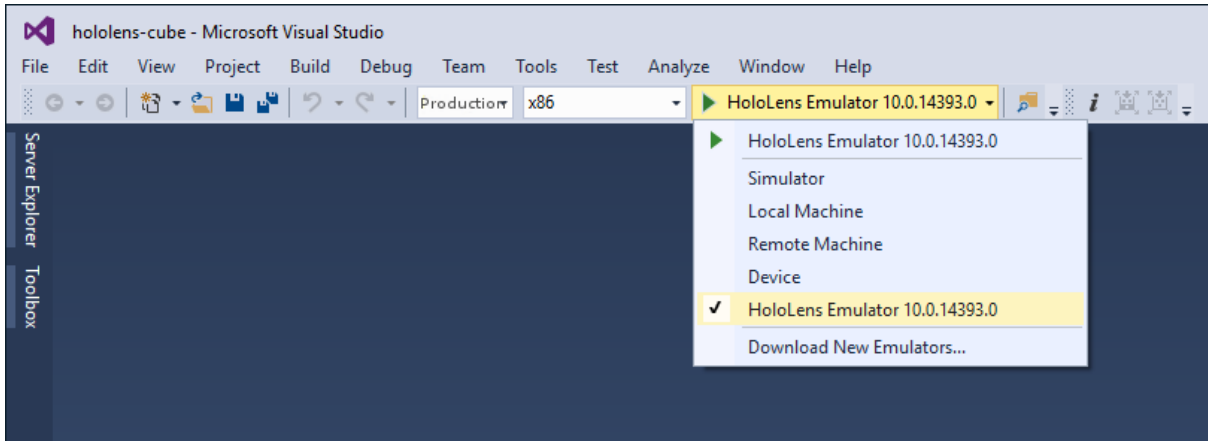 hololens-cube - Microsoft Visual Studio
File Edit View Project Build Debug Team Tools Test Analyze Window Help
Production x86 HoloLens Emulator 10.0.14393.0
HoloLens Emulator 10.0.14393.0
Simulator
Local Machine
Remote Machine
Device
HoloLens Emulator 10.0.14393.0
Download New Emulators...
Server Explorer
Toolbox